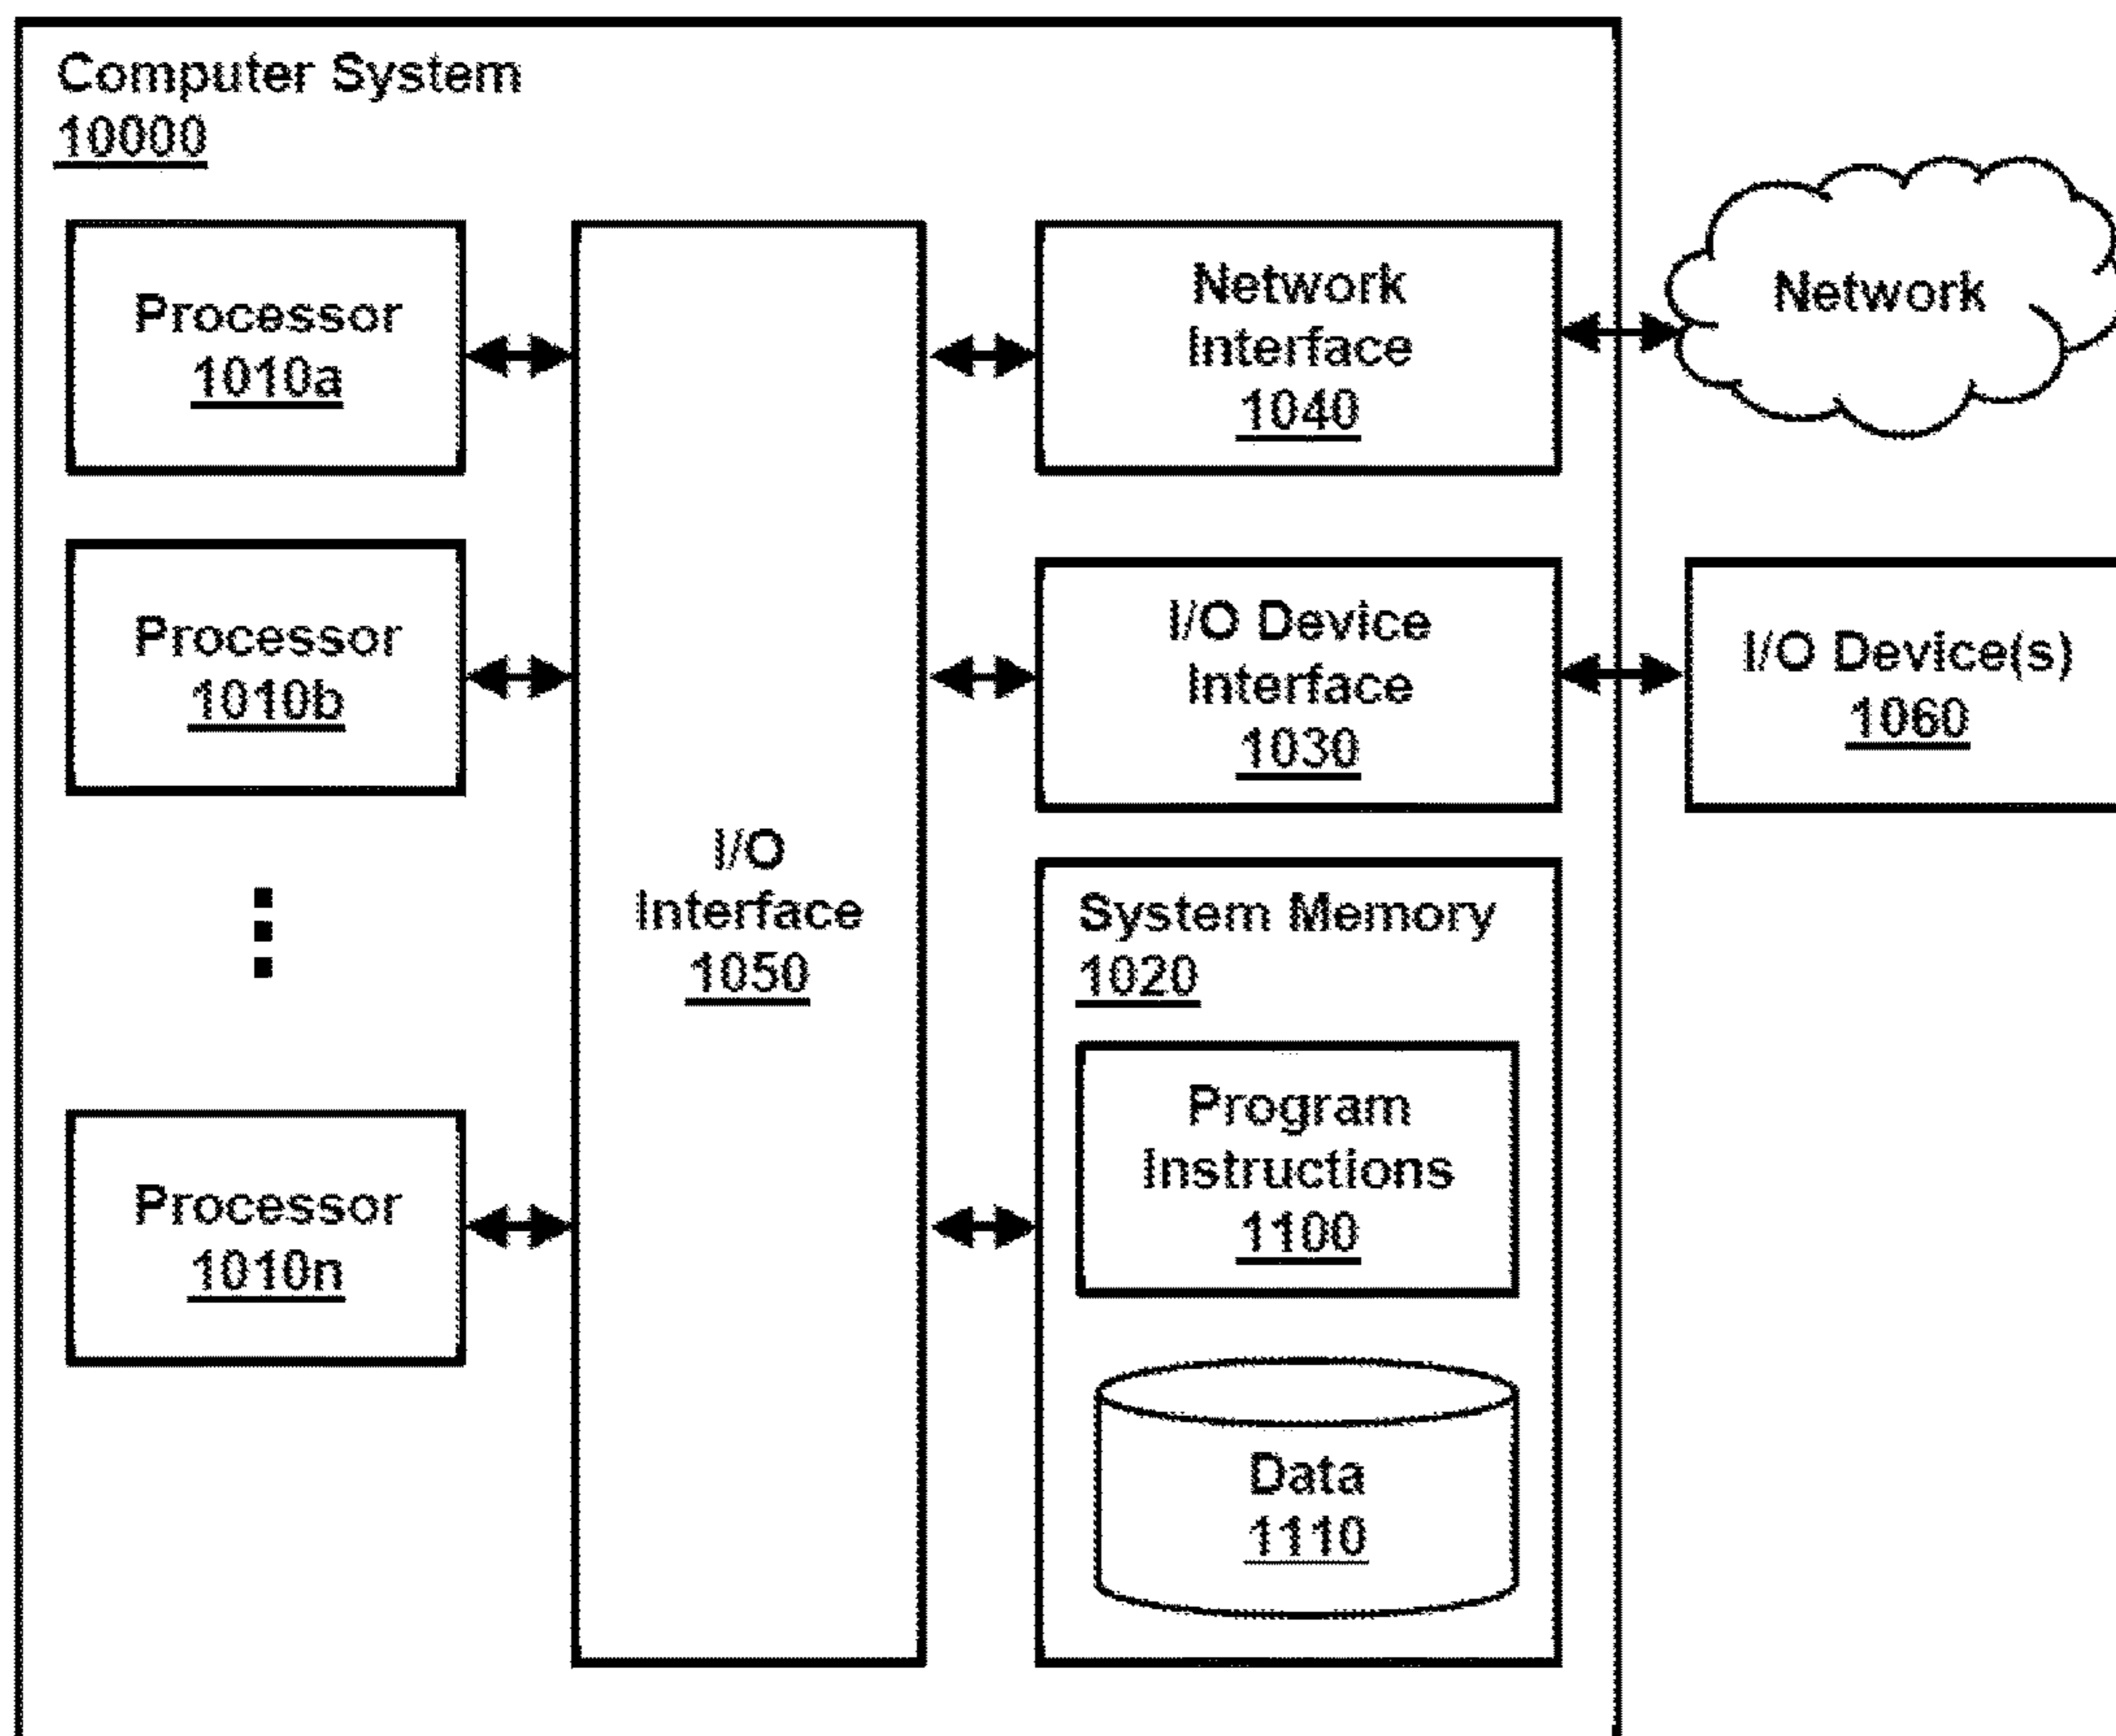 Computer System
10000
Processor
1010a
Processor
1010b
Processor
1010n
I/O
Interface
1050
Network
Interface
1040
I/O Device
Interface
1030
System Memory
1020
Program
Instructions
1100
Data
1110
Network
I/O Device(s)
1060